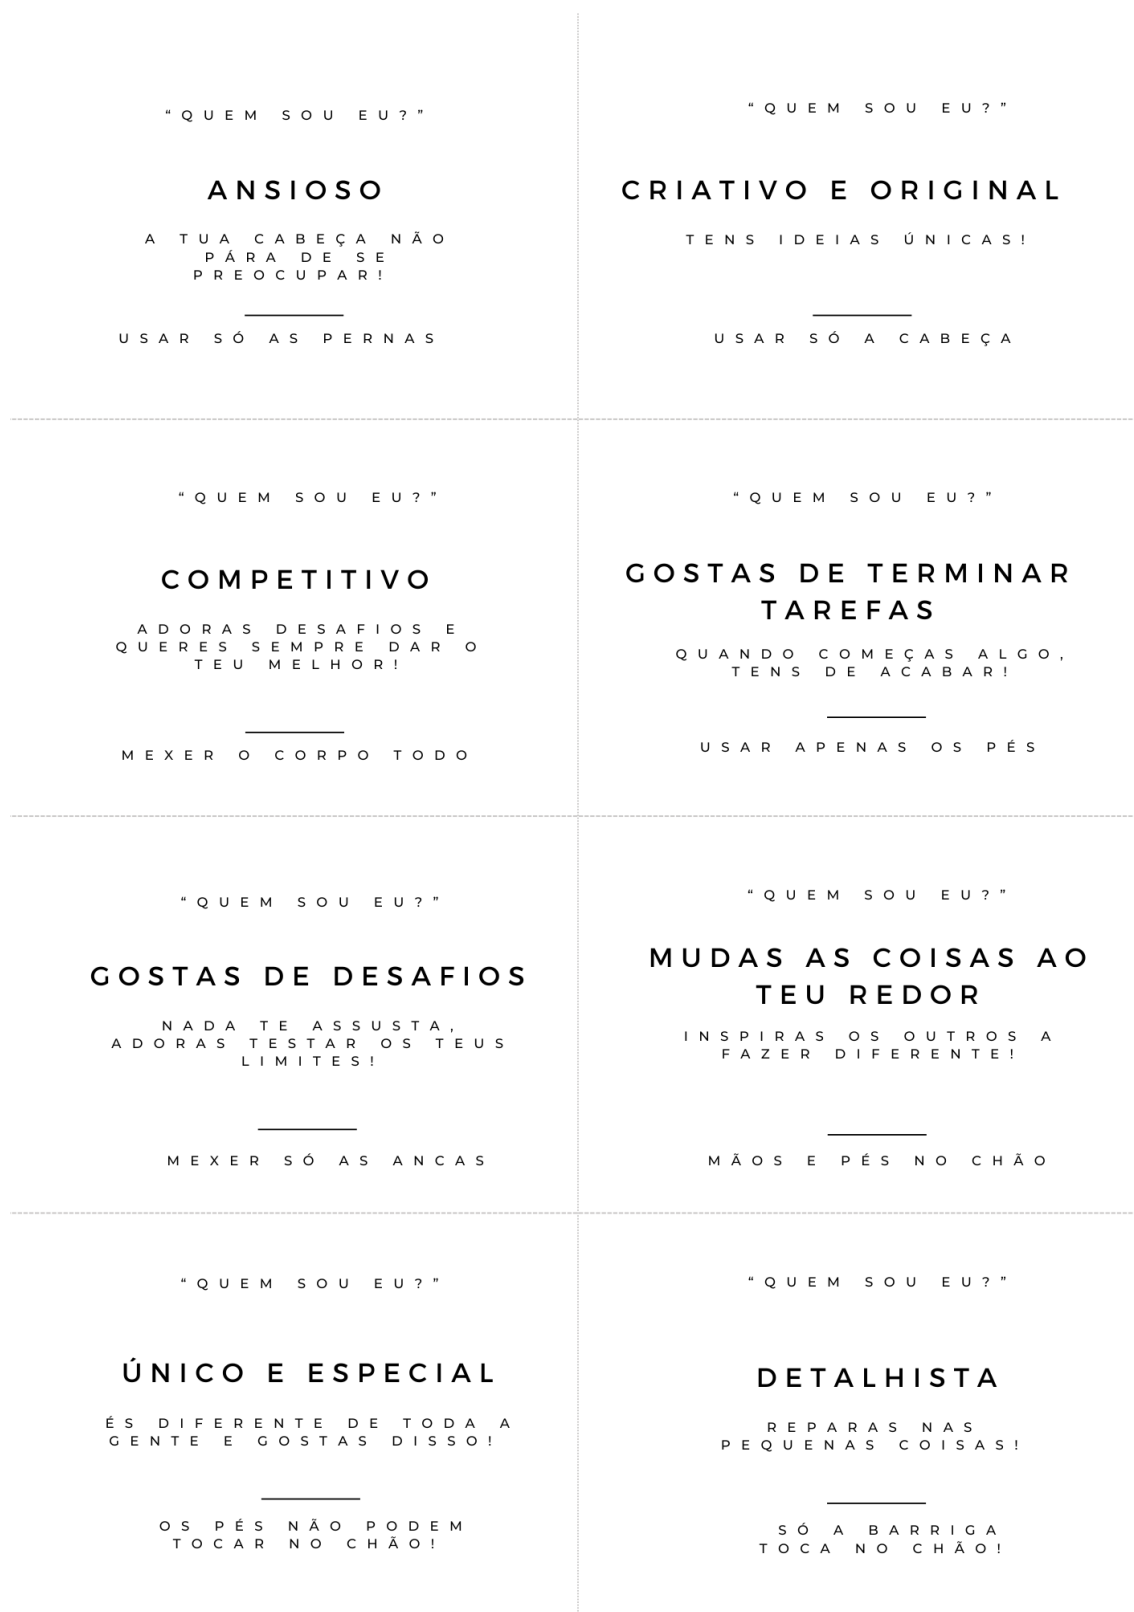 “QUEM SOU EU?”
ANSIOSO
A TUA CABEÇA NÃO
PÁRA DE SE
PREOCUPAR!
USAR SÓ AS PERNAS
“QUEM SOU EU?”
CRIATIVO E ORIGINAL
TENS IDEIAS ÚNICAS!
USAR SÓ A CABEÇA
“QUEM SOU EU?”
COMPETITIVO
ADORAS DESAFIOS E
QUERES SEMPRE DAR O
TEU MELHOR!
MEXER O CORPO TODO
“QUEM SOU EU?”
GOSTAS DE TERMINAR
TAREFAS
QUANDO COMEÇAS ALGO,
TENS DE ACABAR!
USAR APENAS OS PÉS
“QUEM SOU EU?”
GOSTAS DE DESAFIOS
NADA TE ASSUSTA,
ADORAS TESTAR OS TEUS
LIMITES!
MEXER SÓ AS ANCAS
“QUEM SOU EU?”
MUDAS AS COISAS AO
TEU REDOR
INSPIRAS OS OUTROS A
FAZER DIFERENTE!
MÃOS E PÉS NO CHÃO
“QUEM SOU EU?”
ÚNICO E ESPECIAL
ÉS DIFERENTE DE TODA A
GENTE E GOSTAS DISSO!
OS PÉS NÃO PODEM
TOCAR NO CHÃO!
“QUEM SOU EU?”
DETALHISTA
REPARAS NAS
PEQUENAS COISAS!
SÓ A BARRIGA
TOCA NO CHÃO!